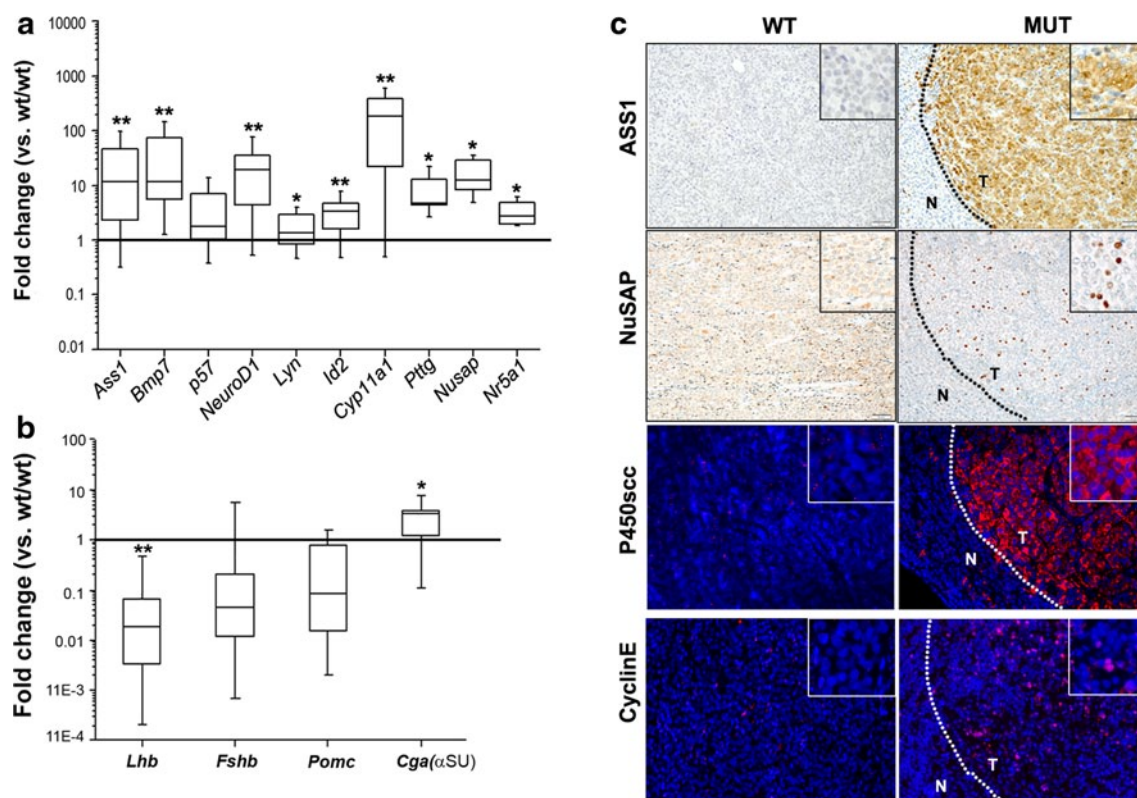 a
Fold change (vs. wt/wt)
10000
1000
100
10
1
0.1
0.01
** ** ** * ** ** * * *
Ass1 Bmp7 p57 NeuroD1 Lyn Id2 Cyp11a1 Pttg Nusap Nr5a1
b
Fold change (vs. wt/wt)
100
10
1
0.1
0.01
11E-3
11E-4
** *
Lhb Fshb Pomc Cga(αSU)
c
WT MUT
ASS1
N T
NuSAP
N T
P450scc
N T
CyclinE
N T